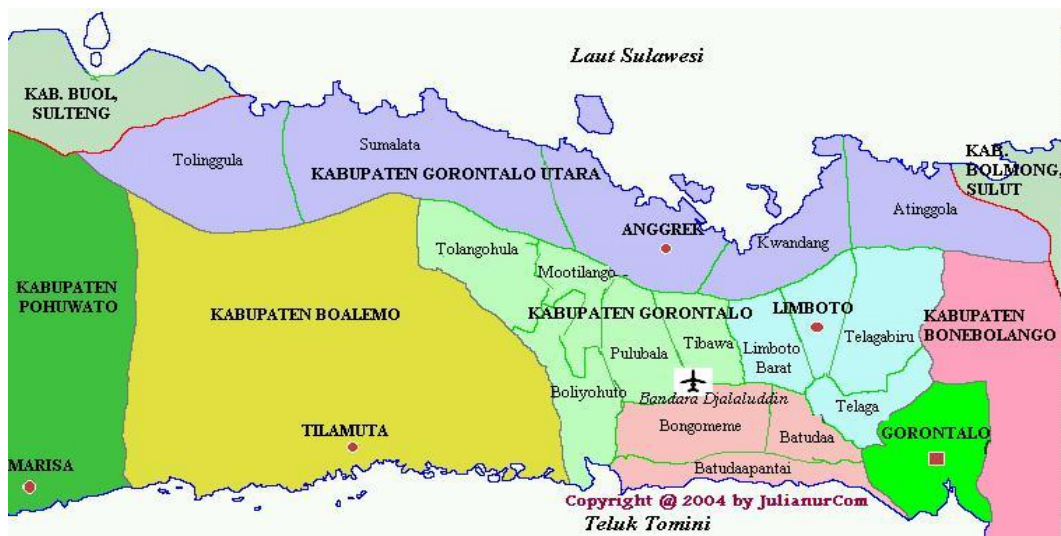 Laut Sulawesi
KAB. BUOL,
SULTENG
Tolinggula
Sumalata
KABUPATEN GORONTALO UTARA
KAB.
BOLMONG,
SULUT
Atinggola
ANGGREK
Kwandang
Tolangohula
Mootilango
KABUPATEN
POHUWATO
KABUPATEN BOALEMO
KABUPATEN GORONTALO
LIMBOTO
KABUPATEN
BONEBOLANGO
Telagabiru
Pulubala
Tibawa
Limboto
Barat
Boliyohuto
Bandara Djalaluddin
Telaga
Bongomeme
Batudaa
GORONTALO
TILAMUTA
MARISA
Batudaapantai
Copyright @ 2004 by JulianurCom
Teluk Tomini